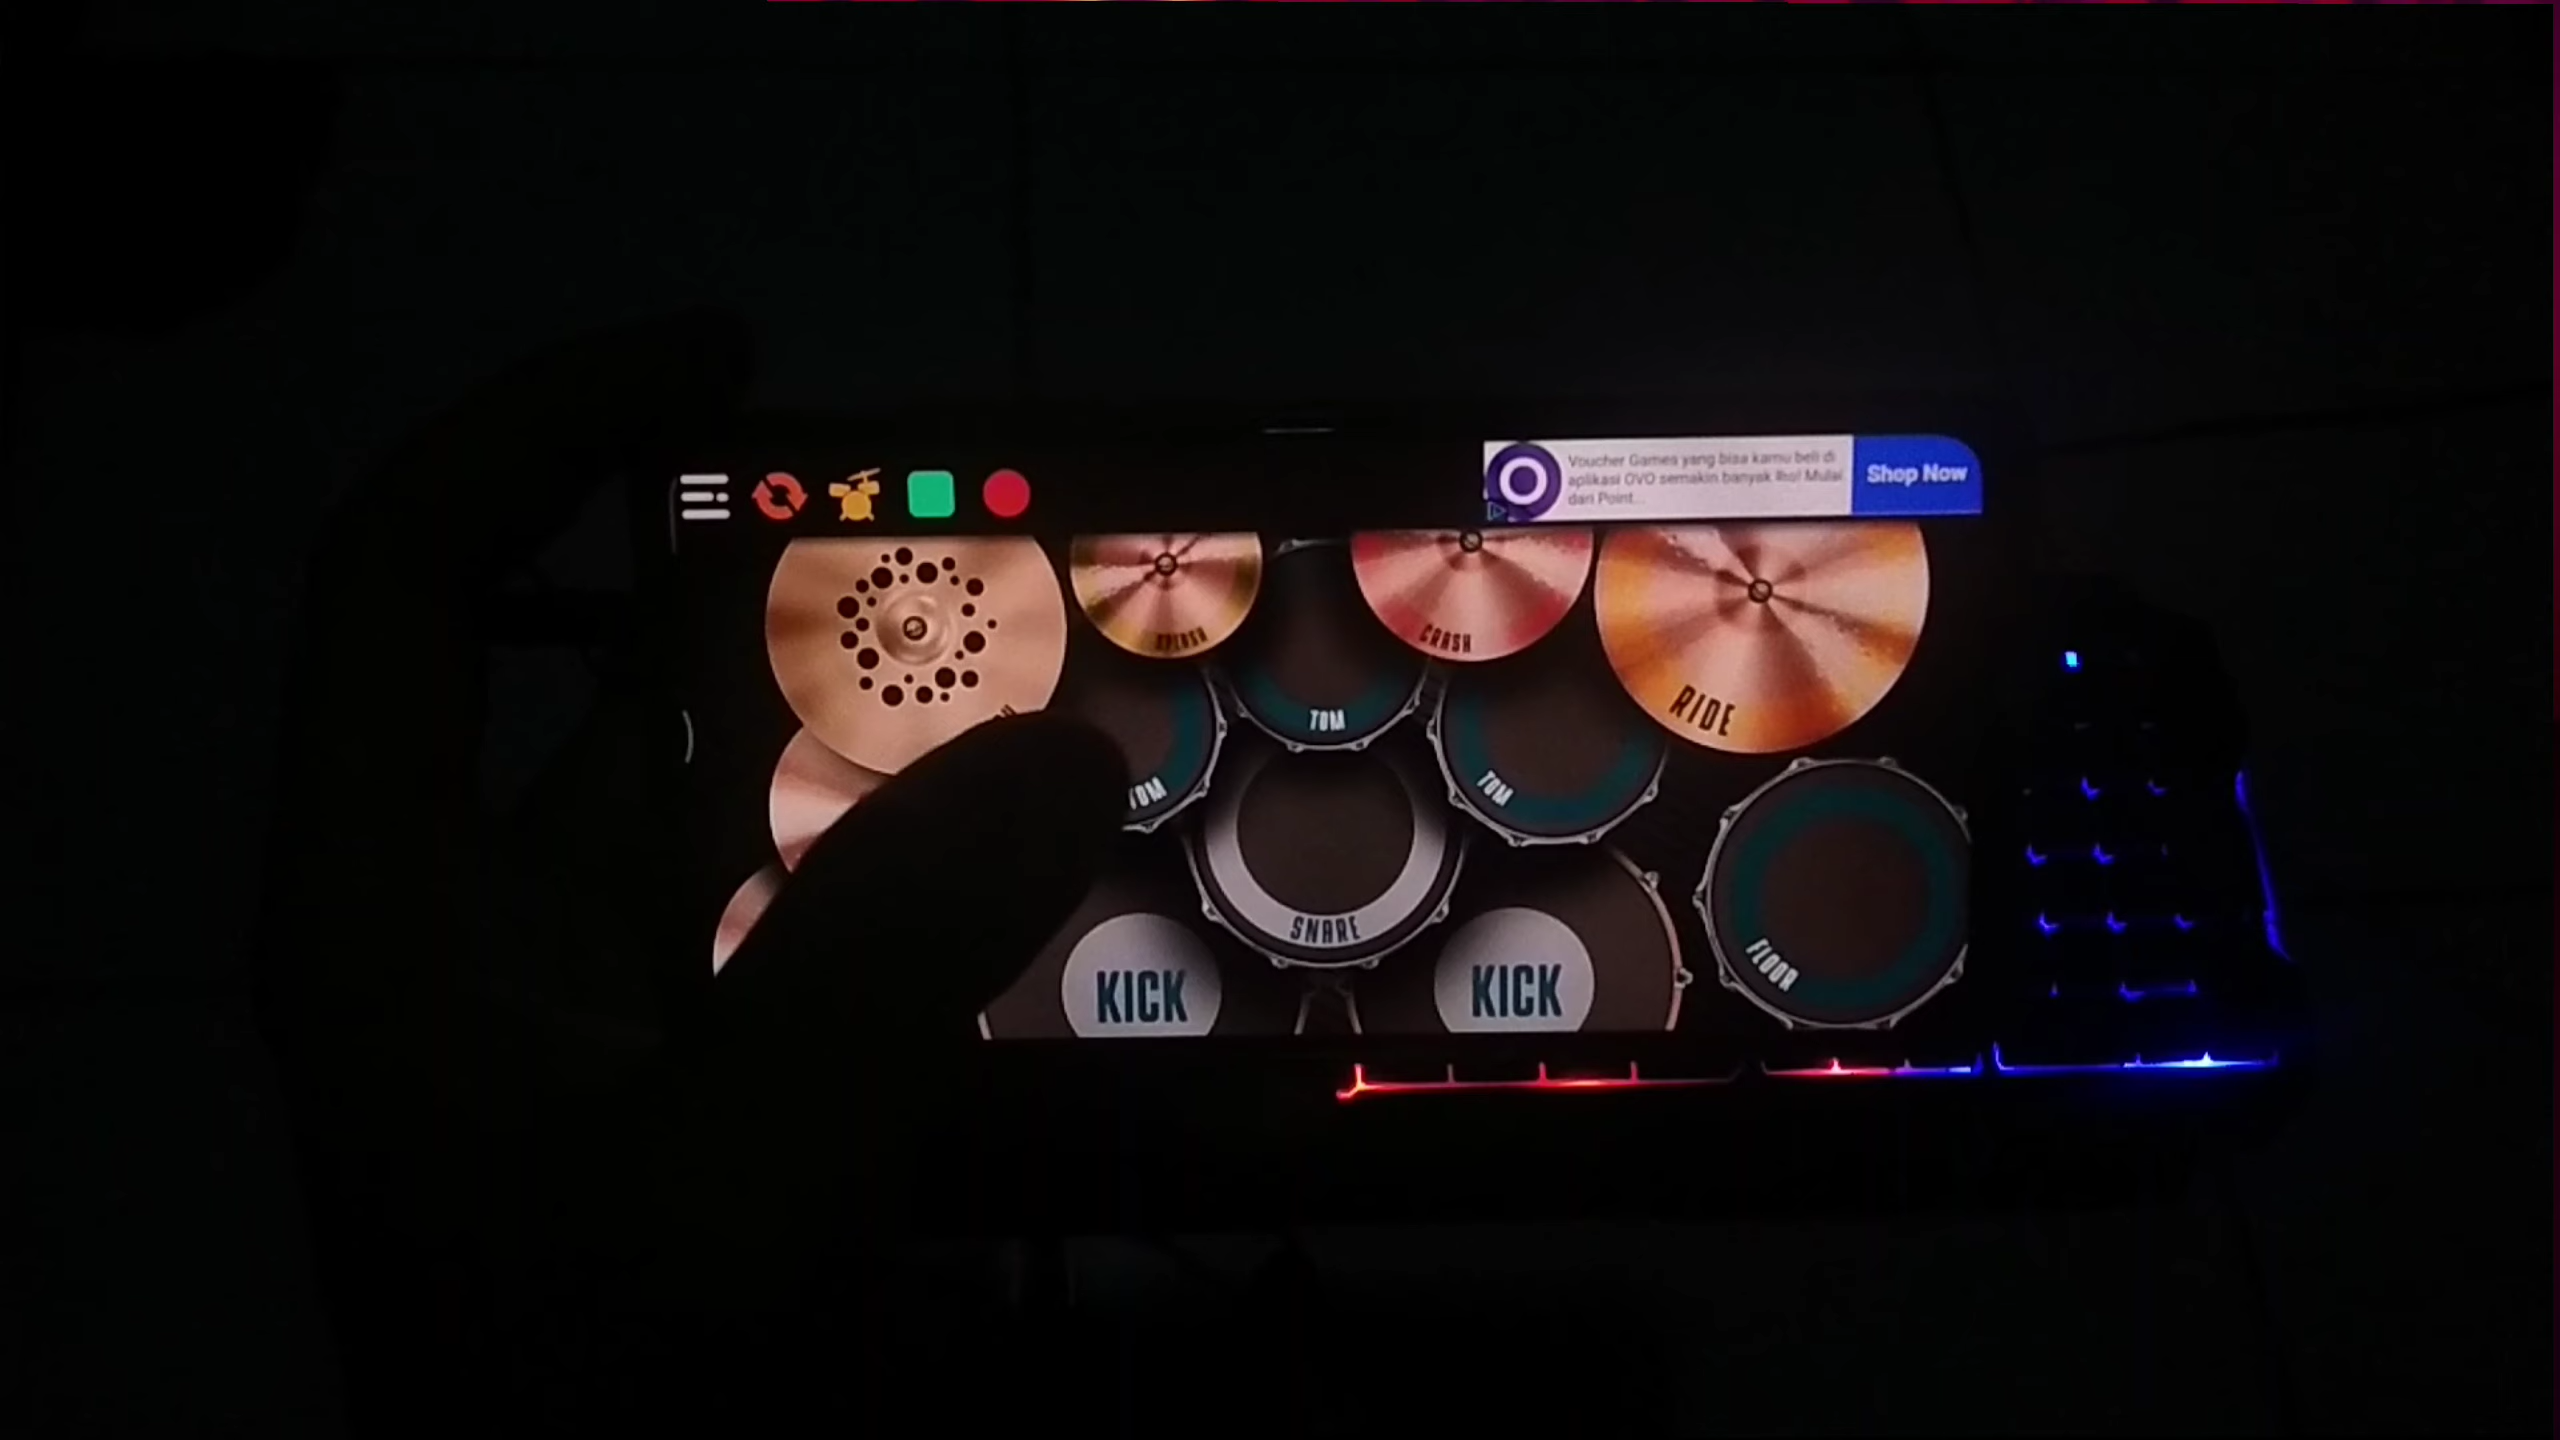 Voucher Games yang bisa kamu beli di
aplikasi OVO semakin banyak lho! Mulai
dari Point...
Shop Now
SPLASH
CRASH
RIDE
TOM
TOM
TOM
SNARE
FLOOR
KICK
KICK